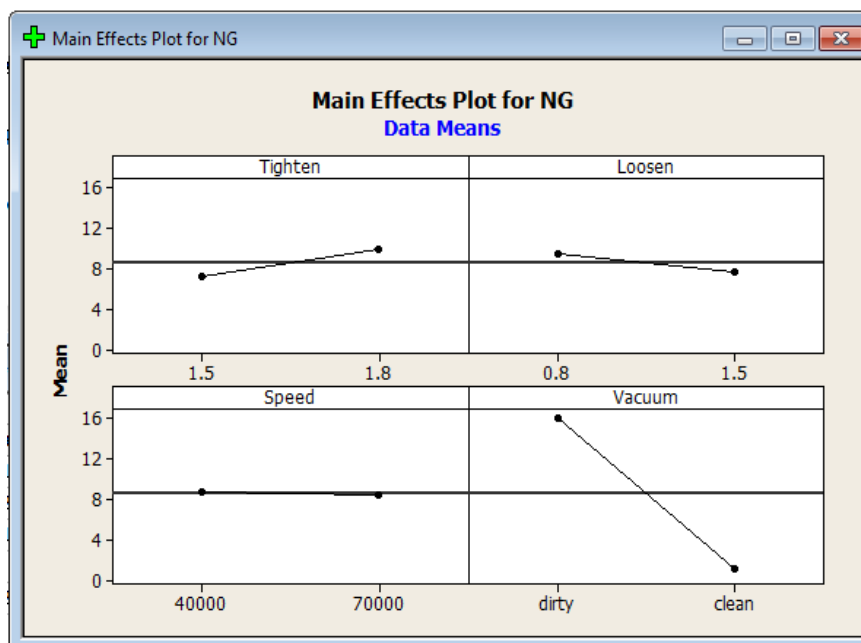 Main Effects Plot for NG
Main Effects Plot for NG
Data Means
Tighten Loosen
16
12
8
4
0
1.5 1.8 0.8 1.5
Mean
Speed Vacuum
16
12
8
4
0
40000 70000 dirty clean